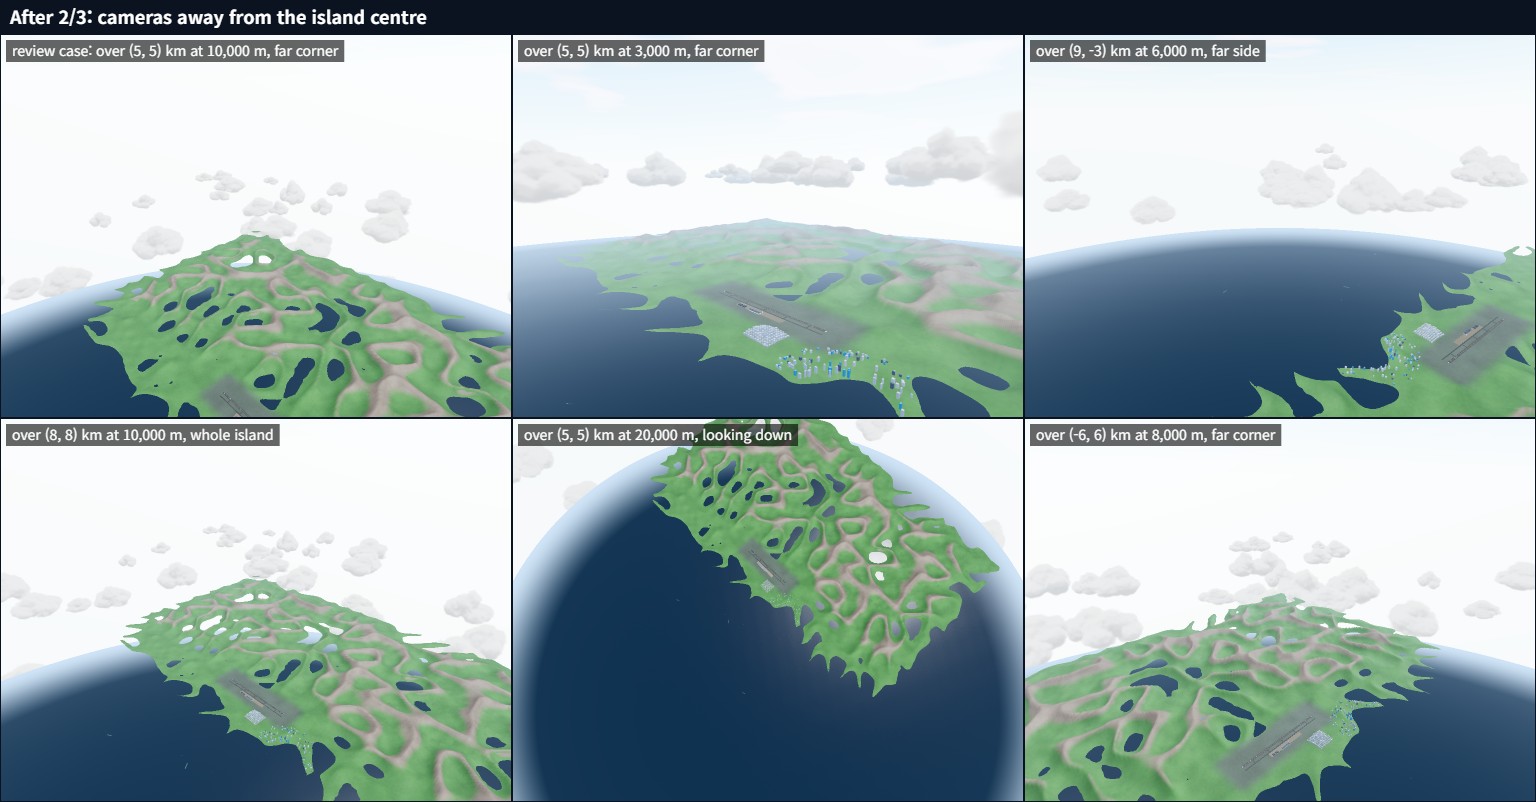 After 2/3: cameras away from the island centre
review case: over (5, 5) km at 10,000 m, far corner
over (5, 5) km at 3,000 m, far corner
over (9, -3) km at 6,000 m, far side
over (8, 8) km at 10,000 m, whole island
over (5, 5) km at 20,000 m, looking down
over (-6, 6) km at 8,000 m, far corner